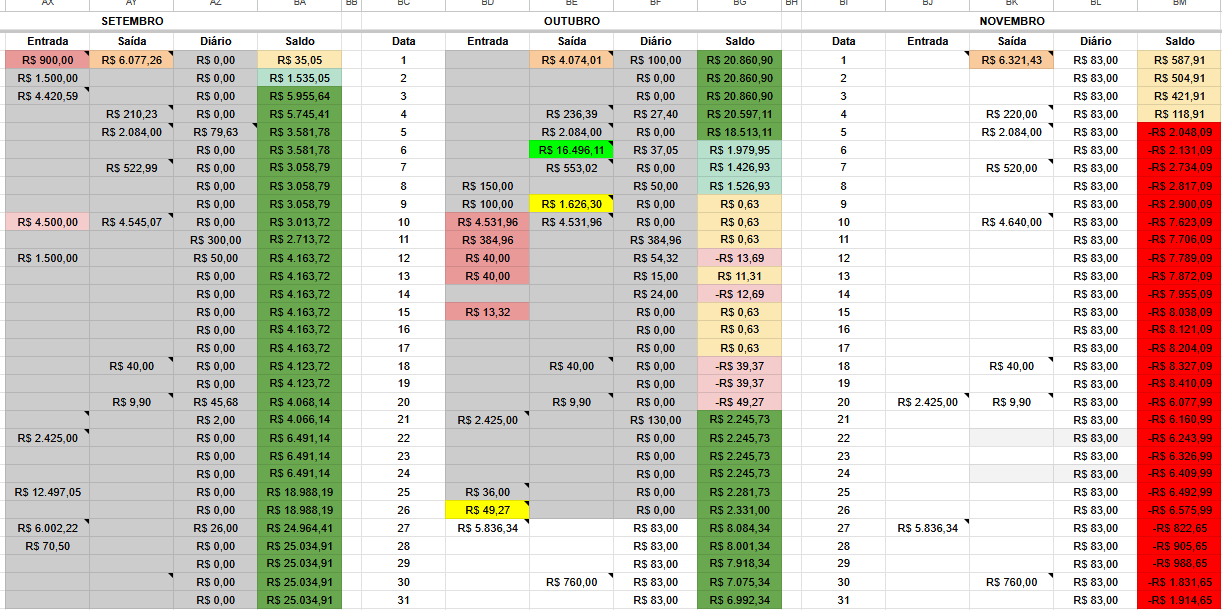 AX AY AZ BA BB BC BD BE BF BG BH BI BJ BK BL BM
SETEMBRO OUTUBRO NOVEMBRO
Entrada Saída Diário Saldo Data Entrada Saída Diário Saldo Data Entrada Saída Diário Saldo
R$ 900,00 R$ 6.077,26 R$ 0,00 R$ 35,05 1 R$ 4.074,01 R$ 100,00 R$ 20.860,90 1 R$ 6.321,43 R$ 83,00 R$ 587,91
R$ 1.500,00 R$ 0,00 R$ 1.535,05 2 R$ 0,00 R$ 20.860,90 2 R$ 83,00 R$ 504,91
R$ 4.420,59 R$ 0,00 R$ 5.955,64 3 R$ 0,00 R$ 20.860,90 3 R$ 83,00 R$ 421,91
R$ 210,23 R$ 0,00 R$ 5.745,41 4 R$ 236,39 R$ 27,40 R$ 20.597,11 4 R$ 220,00 R$ 83,00 R$ 118,91
R$ 2.084,00 R$ 79,63 R$ 3.581,78 5 R$ 2.084,00 R$ 0,00 R$ 18.513,11 5 R$ 2.084,00 R$ 83,00 -R$ 2.048,09
R$ 0,00 R$ 3.581,78 6 R$ 16.496,11 R$ 37,05 R$ 1.979,95 6 R$ 83,00 -R$ 2.131,09
R$ 522,99 R$ 0,00 R$ 3.058,79 7 R$ 553,02 R$ 0,00 R$ 1.426,93 7 R$ 520,00 R$ 83,00 -R$ 2.734,09
R$ 0,00 R$ 3.058,79 8 R$ 150,00 R$ 50,00 R$ 1.526,93 8 R$ 83,00 -R$ 2.817,09
R$ 0,00 R$ 3.058,79 9 R$ 100,00 R$ 1.626,30 R$ 0,00 R$ 0,63 9 R$ 83,00 -R$ 2.900,09
R$ 4.500,00 R$ 4.545,07 R$ 0,00 R$ 3.013,72 10 R$ 4.531,96 R$ 4.531,96 R$ 0,00 R$ 0,63 10 R$ 4.640,00 R$ 83,00 -R$ 7.623,09
R$ 300,00 R$ 2.713,72 11 R$ 384,96 R$ 384,96 R$ 0,63 11 R$ 83,00 -R$ 7.706,09
R$ 1.500,00 R$ 50,00 R$ 4.163,72 12 R$ 40,00 R$ 54,32 -R$ 13,69 12 R$ 83,00 -R$ 7.789,09
R$ 0,00 R$ 4.163,72 13 R$ 40,00 R$ 15,00 R$ 11,31 13 R$ 83,00 -R$ 7.872,09
R$ 0,00 R$ 4.163,72 14 R$ 24,00 -R$ 12,69 14 R$ 83,00 -R$ 7.955,09
R$ 0,00 R$ 4.163,72 15 R$ 13,32 R$ 0,00 R$ 0,63 15 R$ 83,00 -R$ 8.038,09
R$ 0,00 R$ 4.163,72 16 R$ 0,00 R$ 0,63 16 R$ 83,00 -R$ 8.121,09
R$ 0,00 R$ 4.163,72 17 R$ 0,00 R$ 0,63 17 R$ 83,00 -R$ 8.204,09
R$ 40,00 R$ 0,00 R$ 4.123,72 18 R$ 40,00 R$ 0,00 -R$ 39,37 18 R$ 40,00 R$ 83,00 -R$ 8.327,09
R$ 0,00 R$ 4.123,72 19 R$ 0,00 -R$ 39,37 19 R$ 83,00 -R$ 8.410,09
R$ 9,90 R$ 45,68 R$ 4.068,14 20 R$ 9,90 R$ 0,00 -R$ 49,27 20 R$ 2.425,00 R$ 9,90 R$ 83,00 -R$ 6.077,99
R$ 2,00 R$ 4.066,14 21 R$ 2.425,00 R$ 130,00 R$ 2.245,73 21 R$ 83,00 -R$ 6.160,99
R$ 2.425,00 R$ 0,00 R$ 6.491,14 22 R$ 0,00 R$ 2.245,73 22 R$ 83,00 -R$ 6.243,99
R$ 0,00 R$ 6.491,14 23 R$ 0,00 R$ 2.245,73 23 R$ 83,00 -R$ 6.326,99
R$ 0,00 R$ 6.491,14 24 R$ 0,00 R$ 2.245,73 24 R$ 83,00 -R$ 6.409,99
R$ 12.497,05 R$ 0,00 R$ 18.988,19 25 R$ 36,00 R$ 0,00 R$ 2.281,73 25 R$ 83,00 -R$ 6.492,99
R$ 0,00 R$ 18.988,19 26 R$ 49,27 R$ 0,00 R$ 2.331,00 26 R$ 83,00 -R$ 6.575,99
R$ 6.002,22 R$ 26,00 R$ 24.964,41 27 R$ 5.836,34 R$ 83,00 R$ 8.084,34 27 R$ 5.836,34 R$ 83,00 -R$ 822,65
R$ 70,50 R$ 0,00 R$ 25.034,91 28 R$ 83,00 R$ 8.001,34 28 R$ 83,00 -R$ 905,65
R$ 0,00 R$ 25.034,91 29 R$ 83,00 R$ 7.918,34 29 R$ 83,00 -R$ 988,65
R$ 0,00 R$ 25.034,91 30 R$ 760,00 R$ 83,00 R$ 7.075,34 30 R$ 760,00 R$ 83,00 -R$ 1.831,65
R$ 0,00 R$ 25.034,91 31 R$ 83,00 R$ 6.992,34 31 R$ 83,00 -R$ 1.914,65